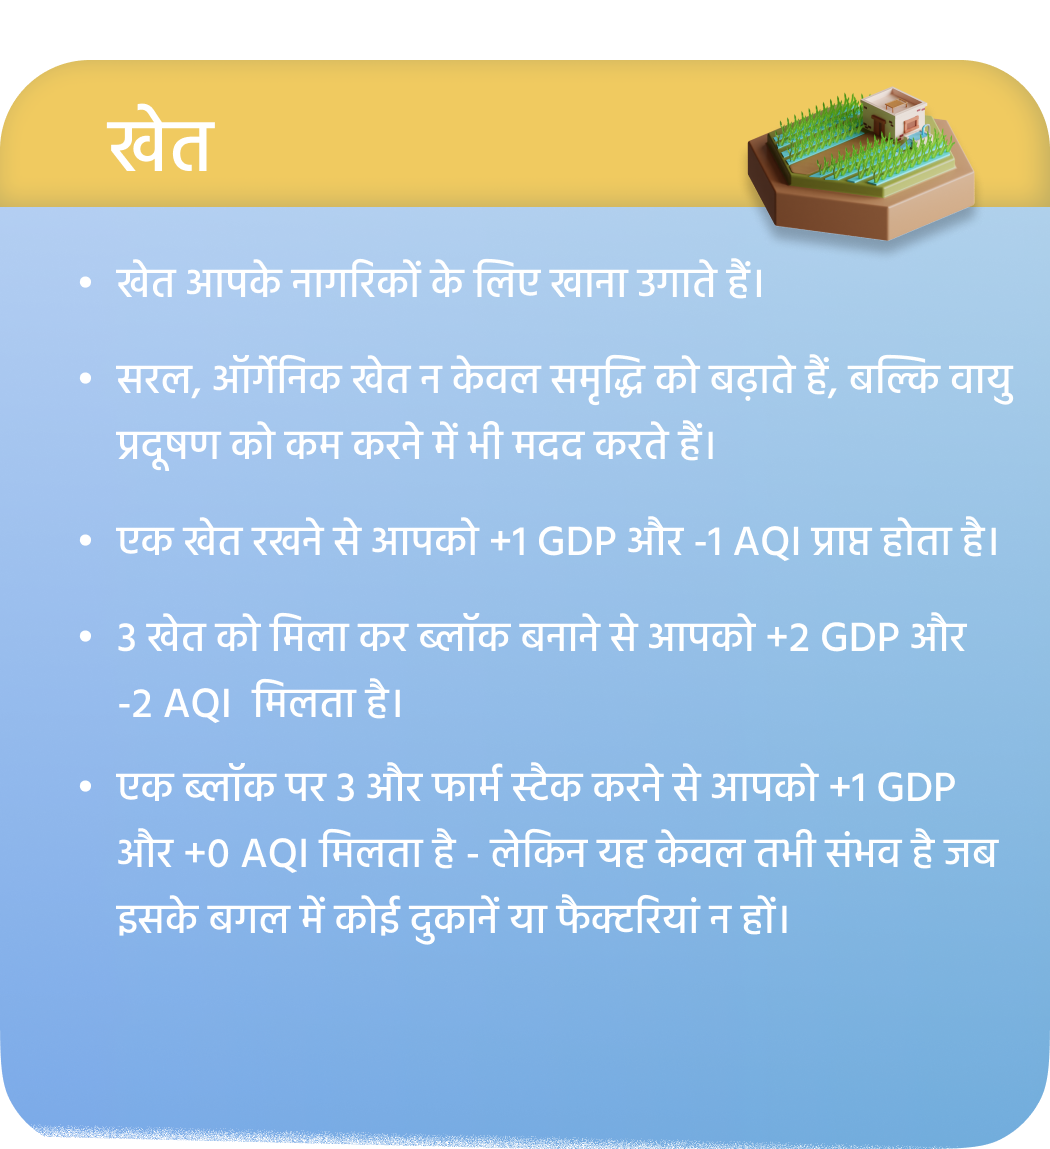 खेत
• खेत आपके नागरिकों के लिए खाना उगाते हैं।
• सरल, ऑर्गेनिक खेत न केवल समृद्धि को बढ़ाते हैं, बल्कि वायु
प्रदूषण को कम करने में भी मदद करते हैं।
• एक खेत रखने से आपको +1 GDP और -1 AQI प्राप्त होता है।
• 3 खेत को मिला कर ब्लॉक बनाने से आपको +2 GDP और
-2 AQI मिलता है।
• एक ब्लॉक पर 3 और फार्म स्टैक करने से आपको +1 GDP
और +0 AQI मिलता है - लेकिन यह केवल तभी संभव है जब
इसके बगल में कोई दुकानें या फैक्टरियां न हों।